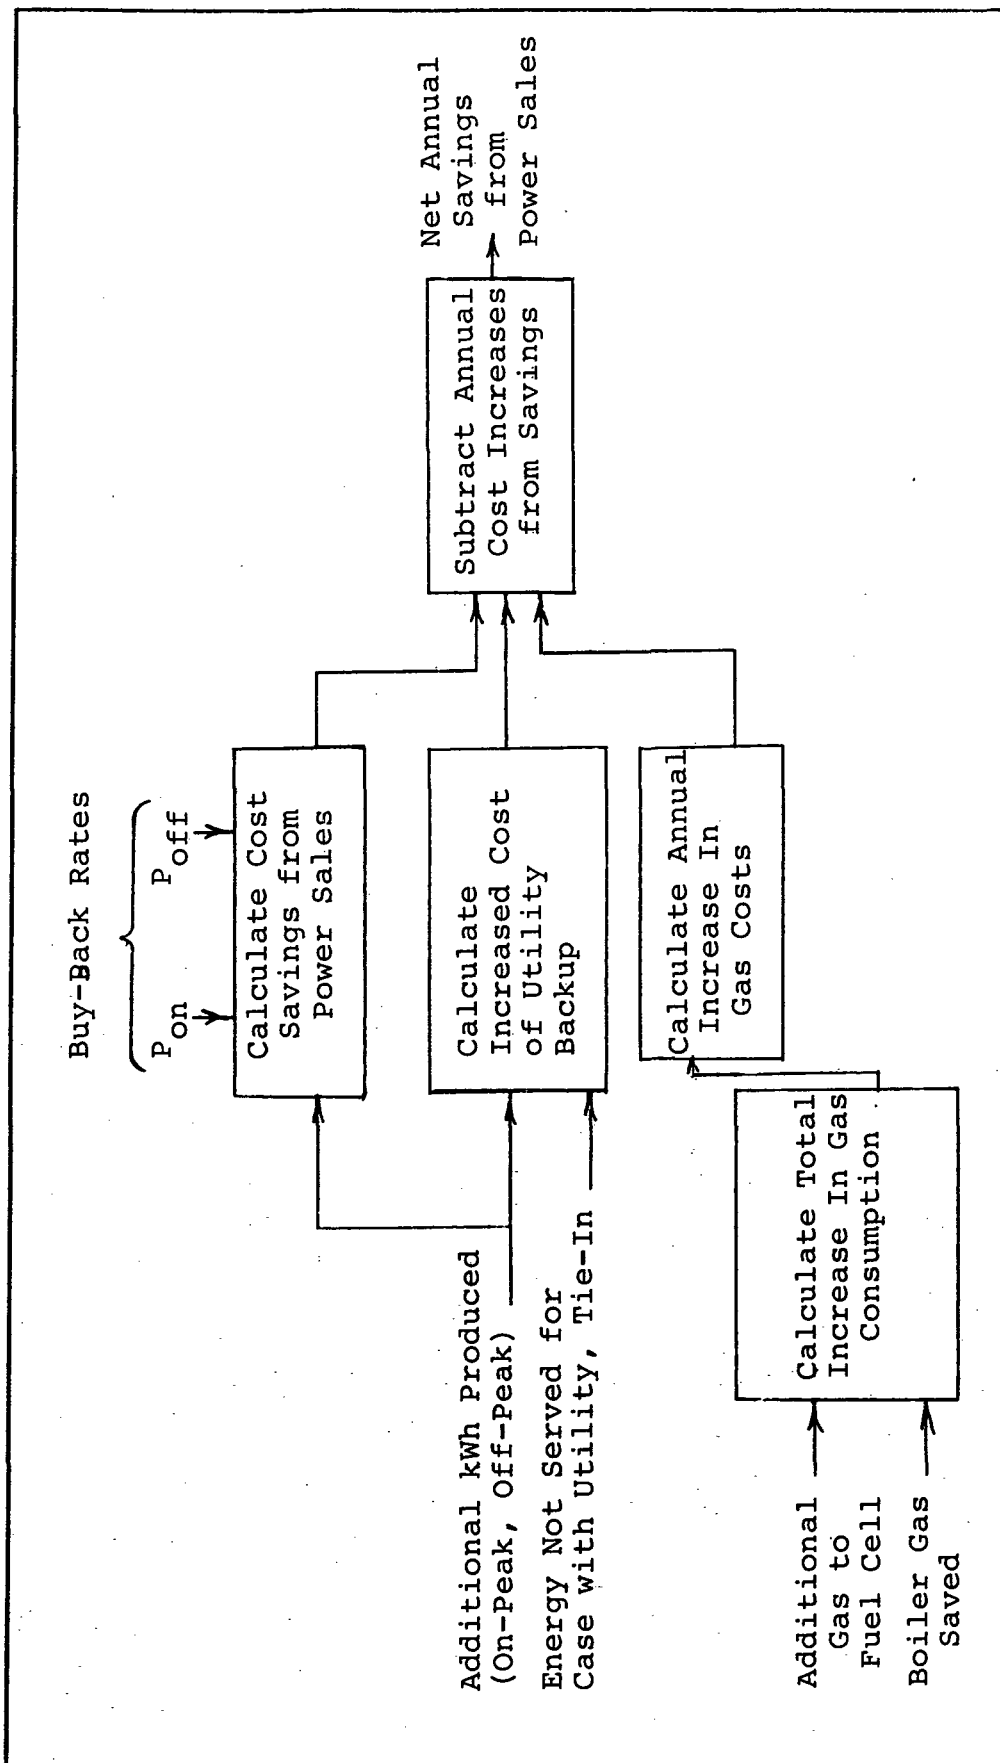 Buy-Back Rates
Pon Poff
Calculate Cost
Savings from
Power Sales
Additional kWh Produced
(On-Peak, Off-Peak)
Energy Not Served for
Case with Utility, Tie-In
Calculate
Increased Cost
of Utility
Backup
Additional
Gas to
Fuel Cell
Boiler Gas
Saved
Calculate Total
Increase In Gas
Consumption
Calculate Annual
Increase In
Gas Costs
Subtract Annual
Cost Increases
from Savings
Net Annual
Savings
from
Power Sales